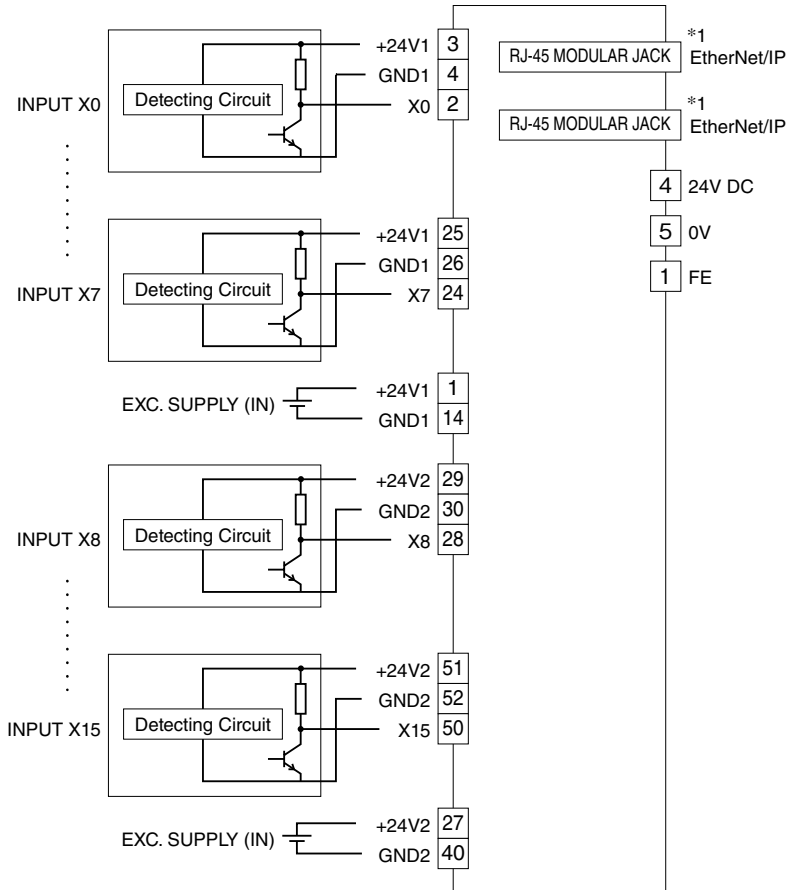 +24V1 3
GND1 4
X0 2
INPUT X0
Detecting Circuit
+24V1 25
GND1 26
X7 24
INPUT X7
Detecting Circuit
EXC. SUPPLY (IN)
+24V1 1
GND1 14
+24V2 29
GND2 30
X8 28
INPUT X8
Detecting Circuit
+24V2 51
GND2 52
X15 50
INPUT X15
Detecting Circuit
EXC. SUPPLY (IN)
+24V2 27
GND2 40
RJ-45 MODULAR JACK
*1
EtherNet/IP
RJ-45 MODULAR JACK
*1
EtherNet/IP
4 24V DC
5 0V
1 FE